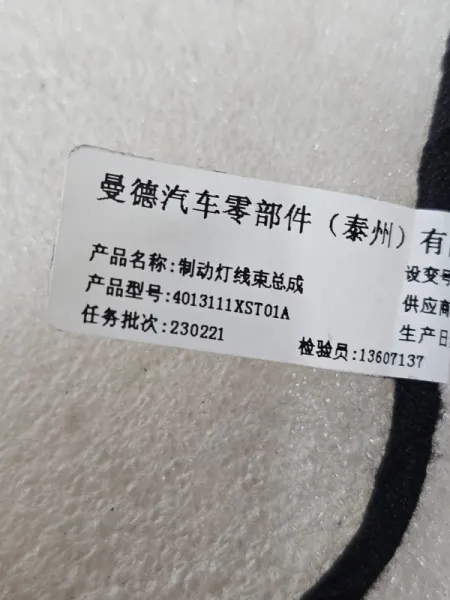 曼德汽车零部件（泰州）有
产品名称:制动灯线束总成
设变号
产品型号:4013111XST01A
供应商
任务批次:230221
检验员:13607137
生产日